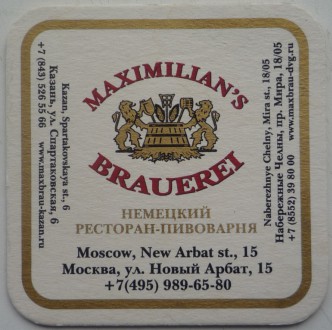 MAXIMILIAN'S
BRAUEREI
НЕМЕЦКИЙ
РЕСТОРАН-ПИВОВАРНЯ
Moscow, New Arbat st., 15
Москва, ул. Новый Арбат, 15
+7(495) 989-65-80
Kazan, Spartakovskaya st., 6
Казань, ул. Спартаковская, 6
+7 (843) 526 55 66 www.maxbrau-kazan.ru
Naberezhnye Chelny, Mira st., 18/05
Набережные Челны, пр. Мира, 18/05
+7 (8552) 39 80 00 www.maxbrau-dvg.ru